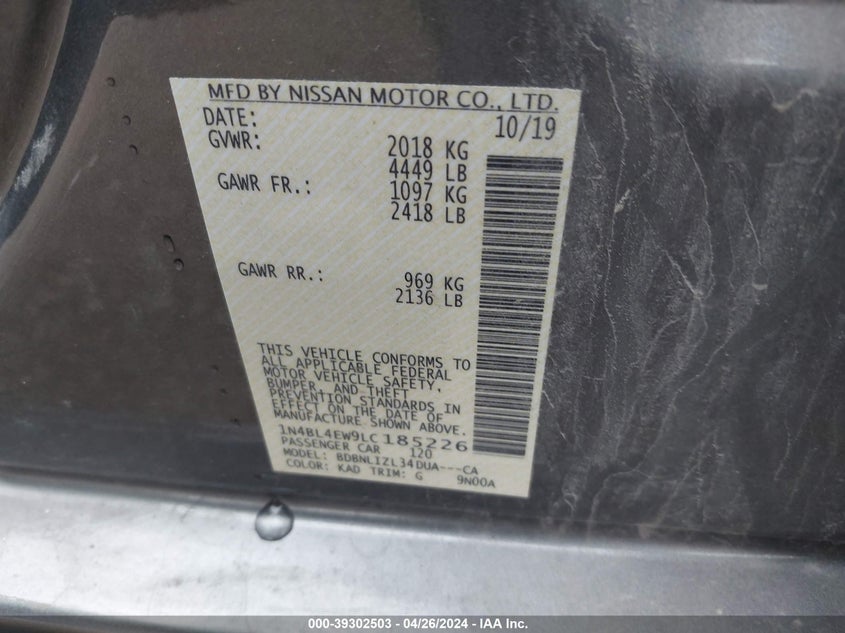 MFD BY NISSAN MOTOR CO., LTD.
DATE: 10/19
GVWR: 2018 KG
4449 LB
GAWR FR.: 1097 KG
2418 LB
GAWR RR.: 969 KG
2136 LB
THIS VEHICLE CONFORMS TO
ALL APPLICABLE FEDERAL
MOTOR VEHICLE SAFETY,
BUMPER, AND THEFT
PREVENTION STANDARDS IN
EFFECT ON THE DATE OF
MANUFACTURE SHOWN ABOVE.
1N4BL4EW9LC185226
PASSENGER CAR 120
MODEL: BDBNLIZL34DUA---CA
COLOR: KAD TRIM: G 9N00A
000-39302503 - 04/26/2024 - IAA Inc.